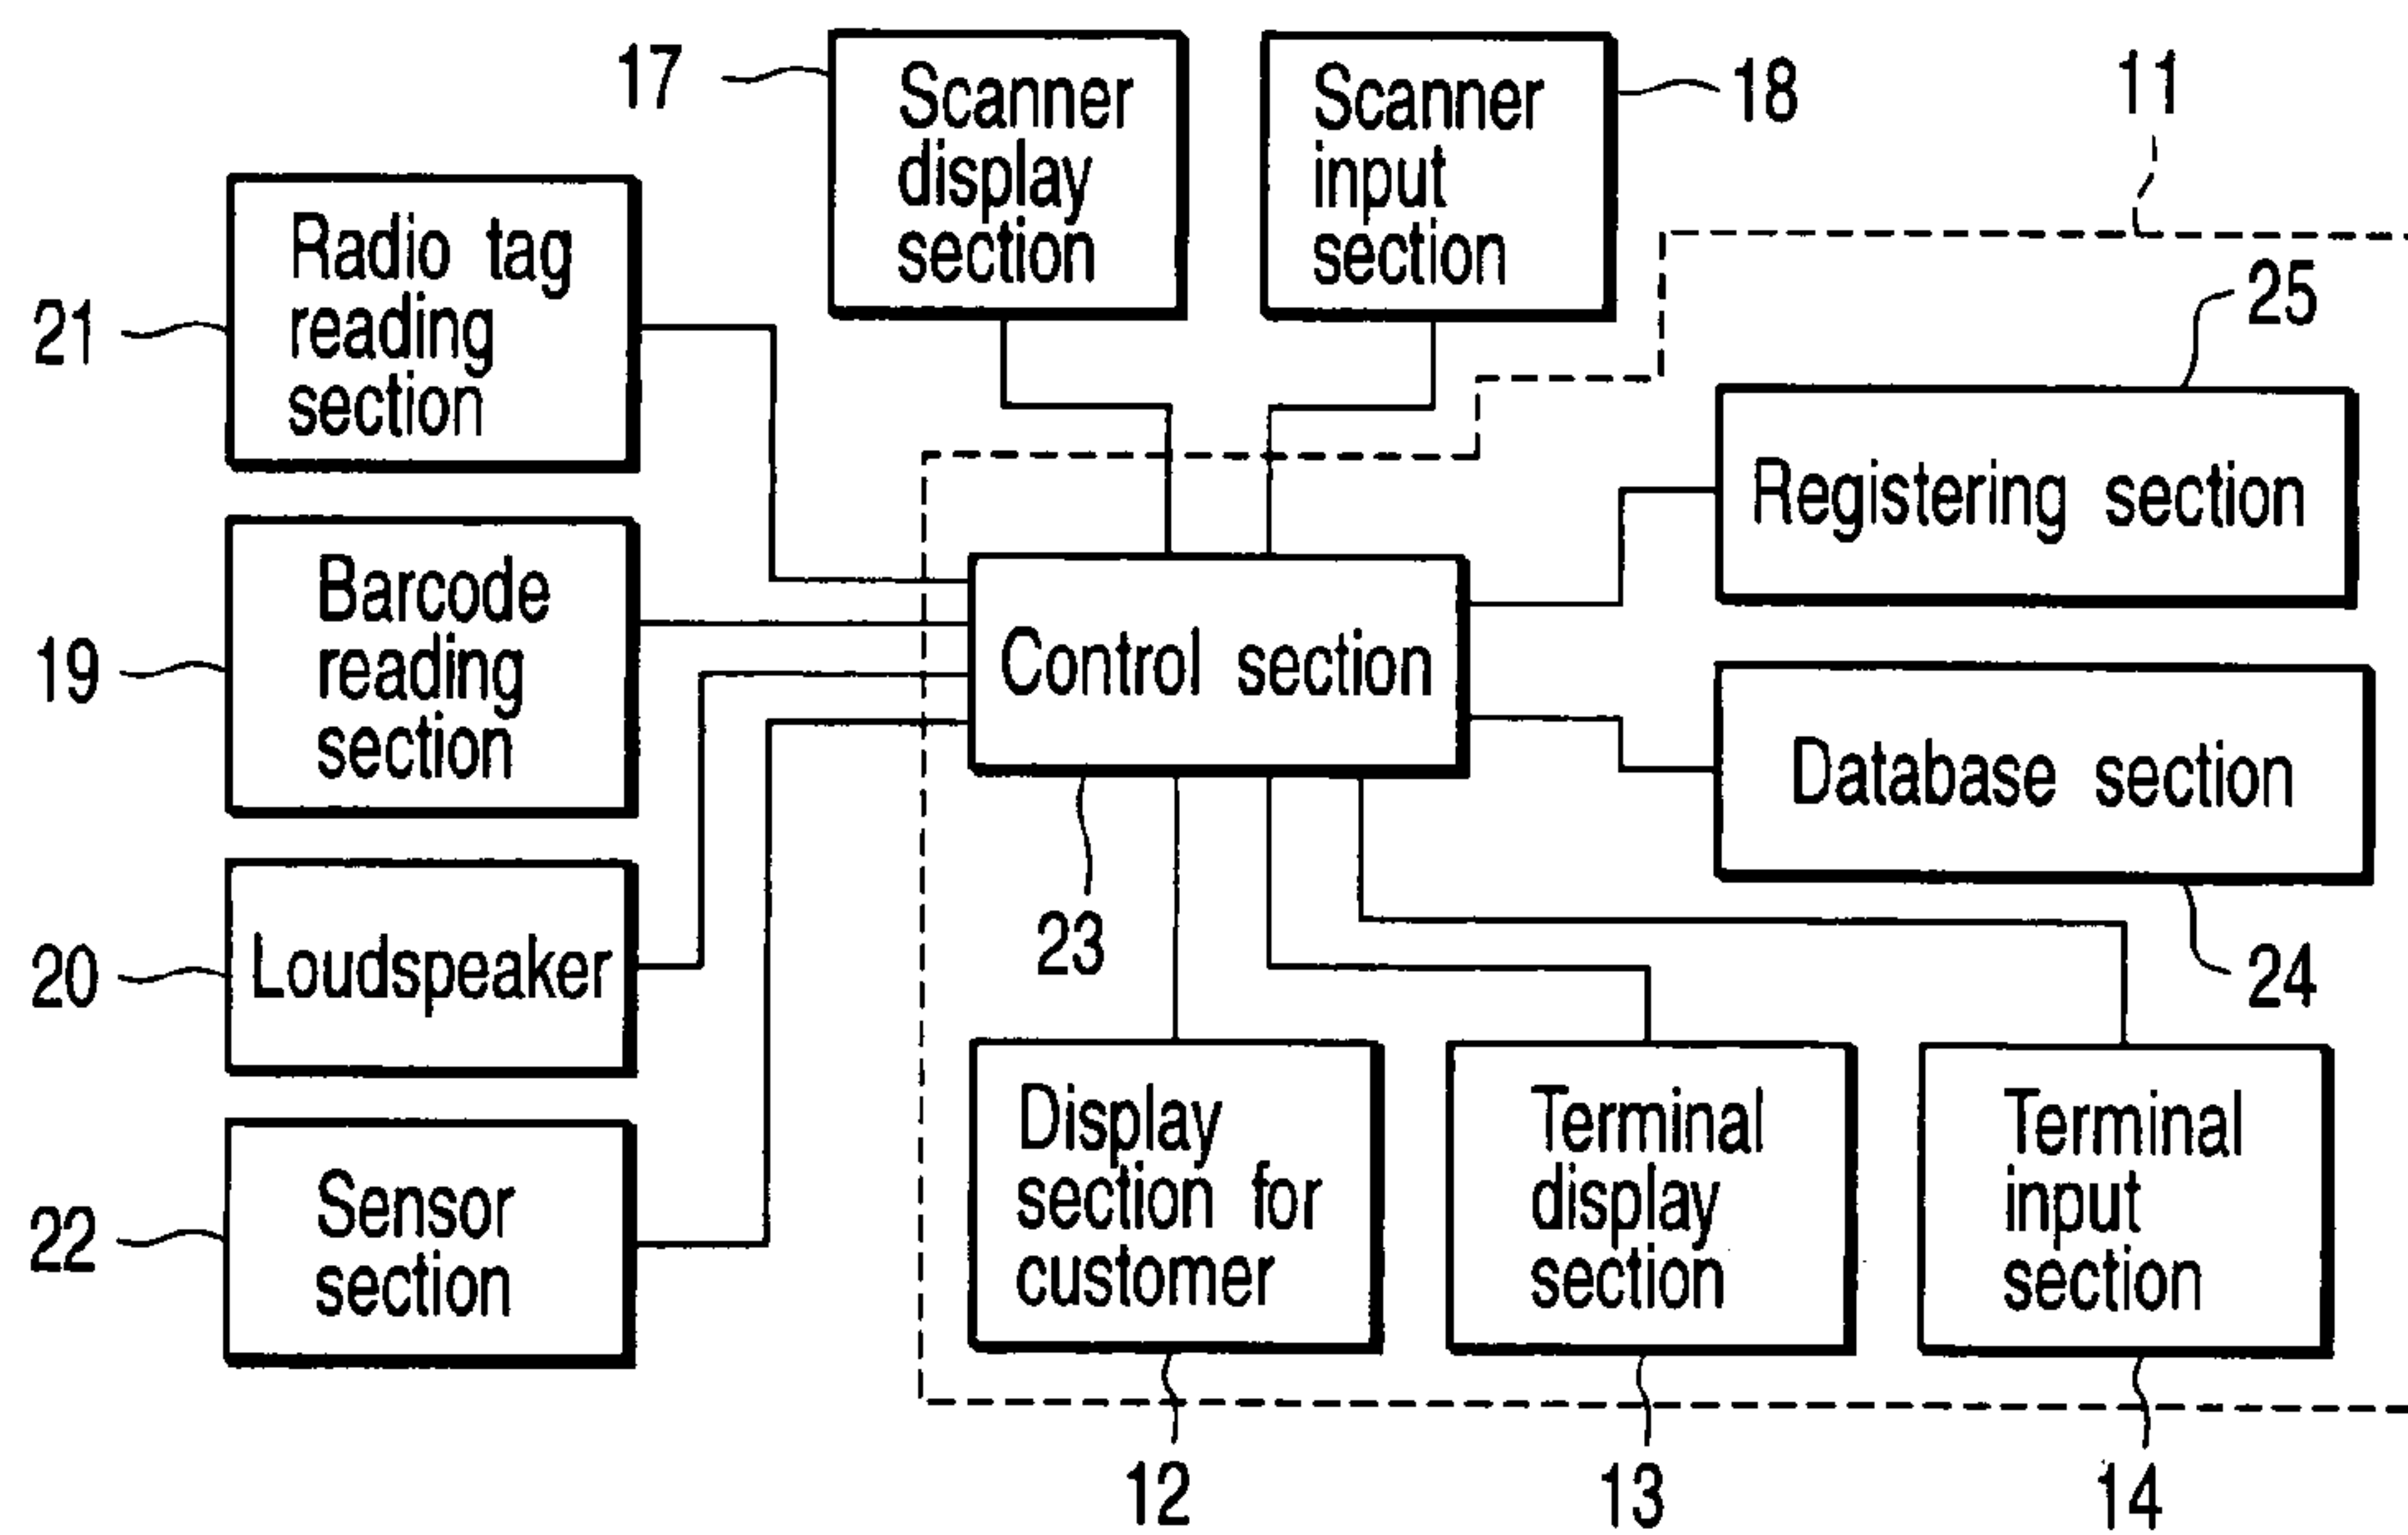 17
Scanner
display
section
Scanner
input
section
18
11
21
Radio tag
reading
section
25
Registering section
19
Barcode
reading
section
Control section
23
Database section
24
20
Loudspeaker
22
Sensor
section
Display
section for
customer
Terminal
display
section
Terminal
input
section
12
13
14